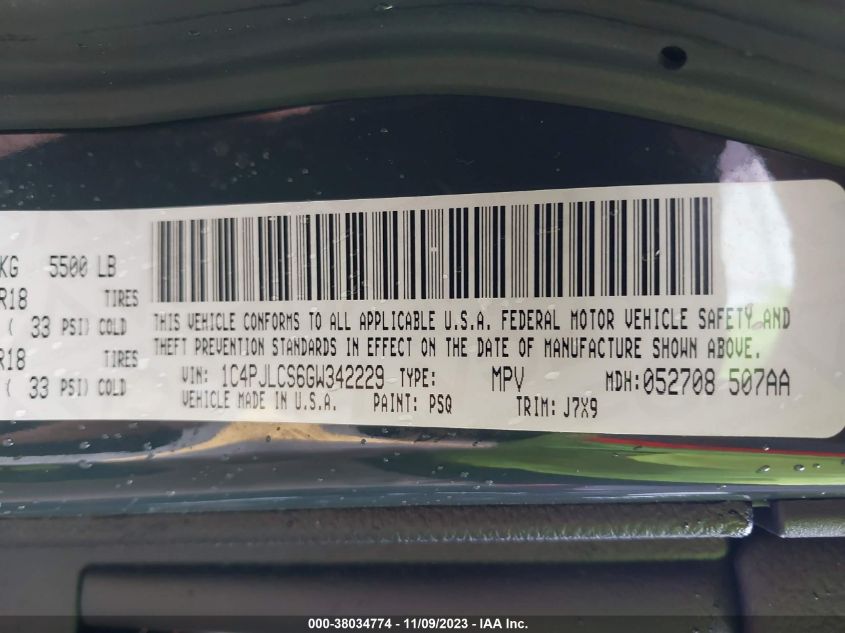 KG 5500 LB
R18 TIRES
( 33 PSI) COLD
R18 TIRES
( 33 PSI) COLD
THIS VEHICLE CONFORMS TO ALL APPLICABLE U.S.A. FEDERAL MOTOR VEHICLE SAFETY AND
THEFT PREVENTION STANDARDS IN EFFECT ON THE DATE OF MANUFACTURE SHOWN ABOVE.
VIN: 1C4PJLCS6GW342229 TYPE: MPV MDH:052708 507AA
VEHICLE MADE IN U.S.A. PAINT: PSQ TRIM: J7X9
000-38034774 - 11/09/2023 - IAA Inc.